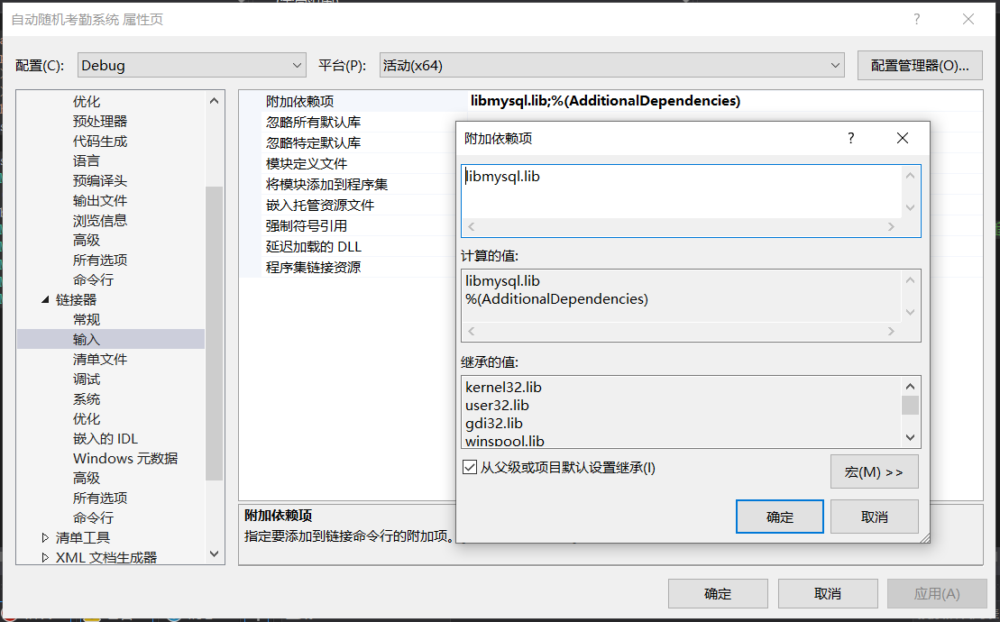 自动随机考勤系统 属性页
?
配置(C):
Debug
平台(P):
活动(x64)
配置管理器(O)...
优化
预处理器
代码生成
语言
预编译头
输出文件
浏览信息
高级
所有选项
命令行
链接器
常规
输入
清单文件
调试
系统
优化
嵌入的 IDL
Windows 元数据
高级
所有选项
命令行
清单工具
XML 文档生成器
附加依赖项
libmysql.lib;%(AdditionalDependencies)
忽略所有默认库
忽略特定默认库
模块定义文件
将模块添加到程序集
嵌入托管资源文件
强制符号引用
延迟加载的 DLL
程序集链接资源
附加依赖项
?
libmysql.lib
计算的值:
libmysql.lib
%(AdditionalDependencies)
继承的值:
kernel32.lib
user32.lib
gdi32.lib
winspool.lib
从父级或项目默认设置继承(I)
宏(M) >>
确定
取消
附加依赖项
指定要添加到链接命令行的附加项。
确定
取消
应用(A)